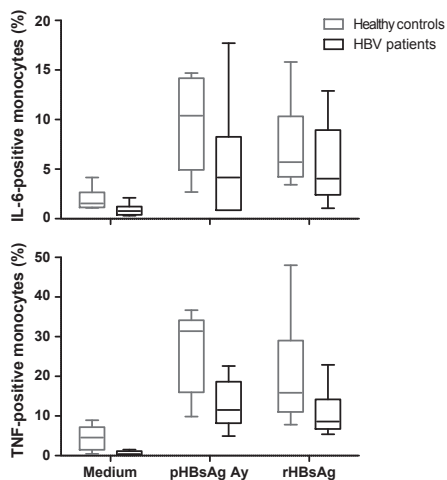 Healthy controls
HBV patients
IL-6-positive monocytes (%)
20
15
10
5
0
TNF-positive monocytes (%)
50
40
30
20
10
0
Medium pHBsAg Ay rHBsAg